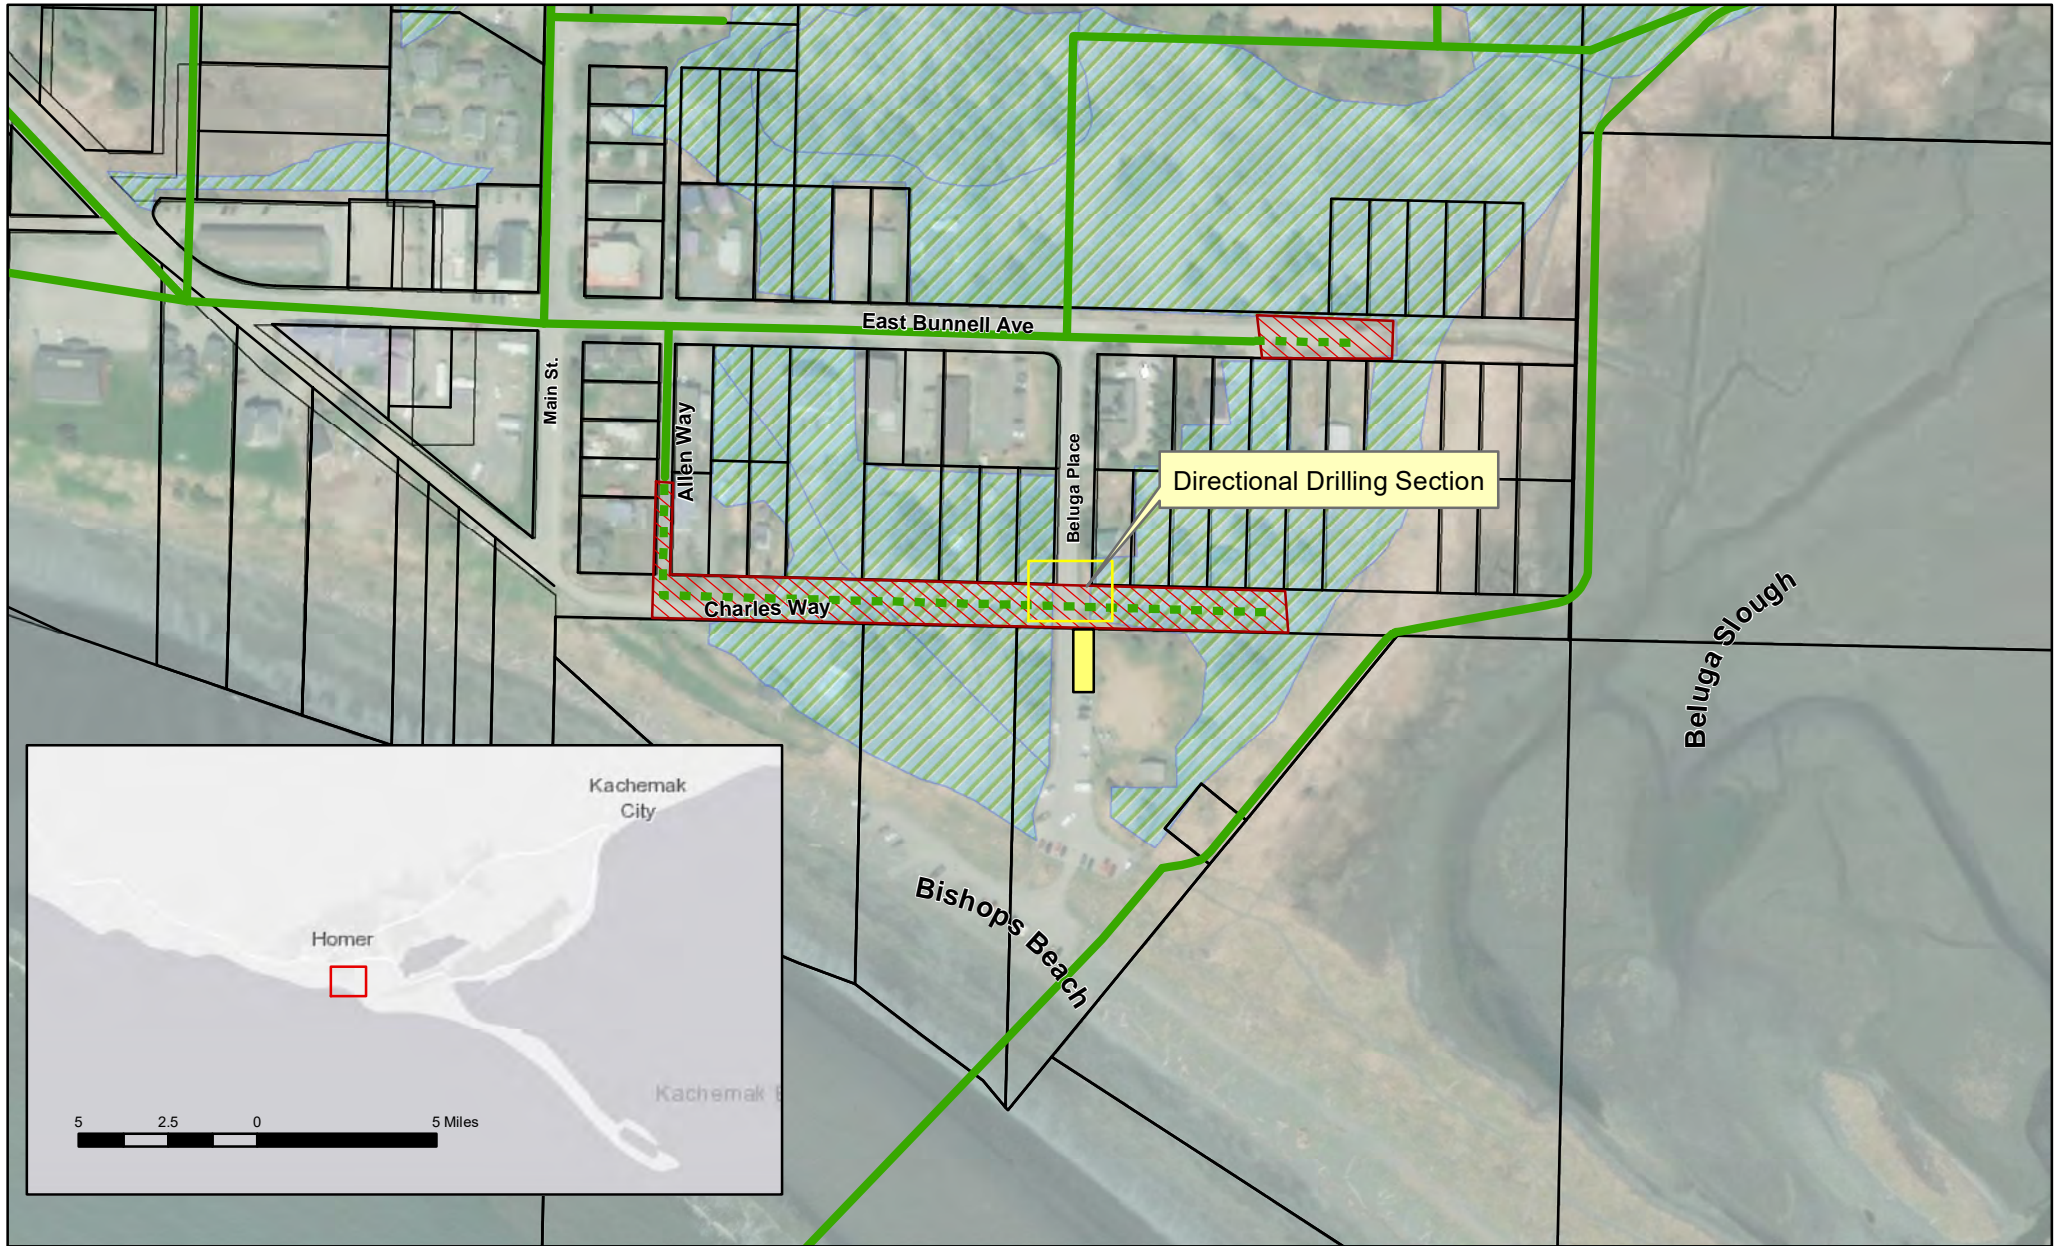 East Bunnell Ave
Main St.
Allen Way
Beluga Place
Directional Drilling Section
Charles Way
Beluga Slough
Bishops Beach
Kachemak
City
Homer
Kachemak
5 2.5 0 5 Miles